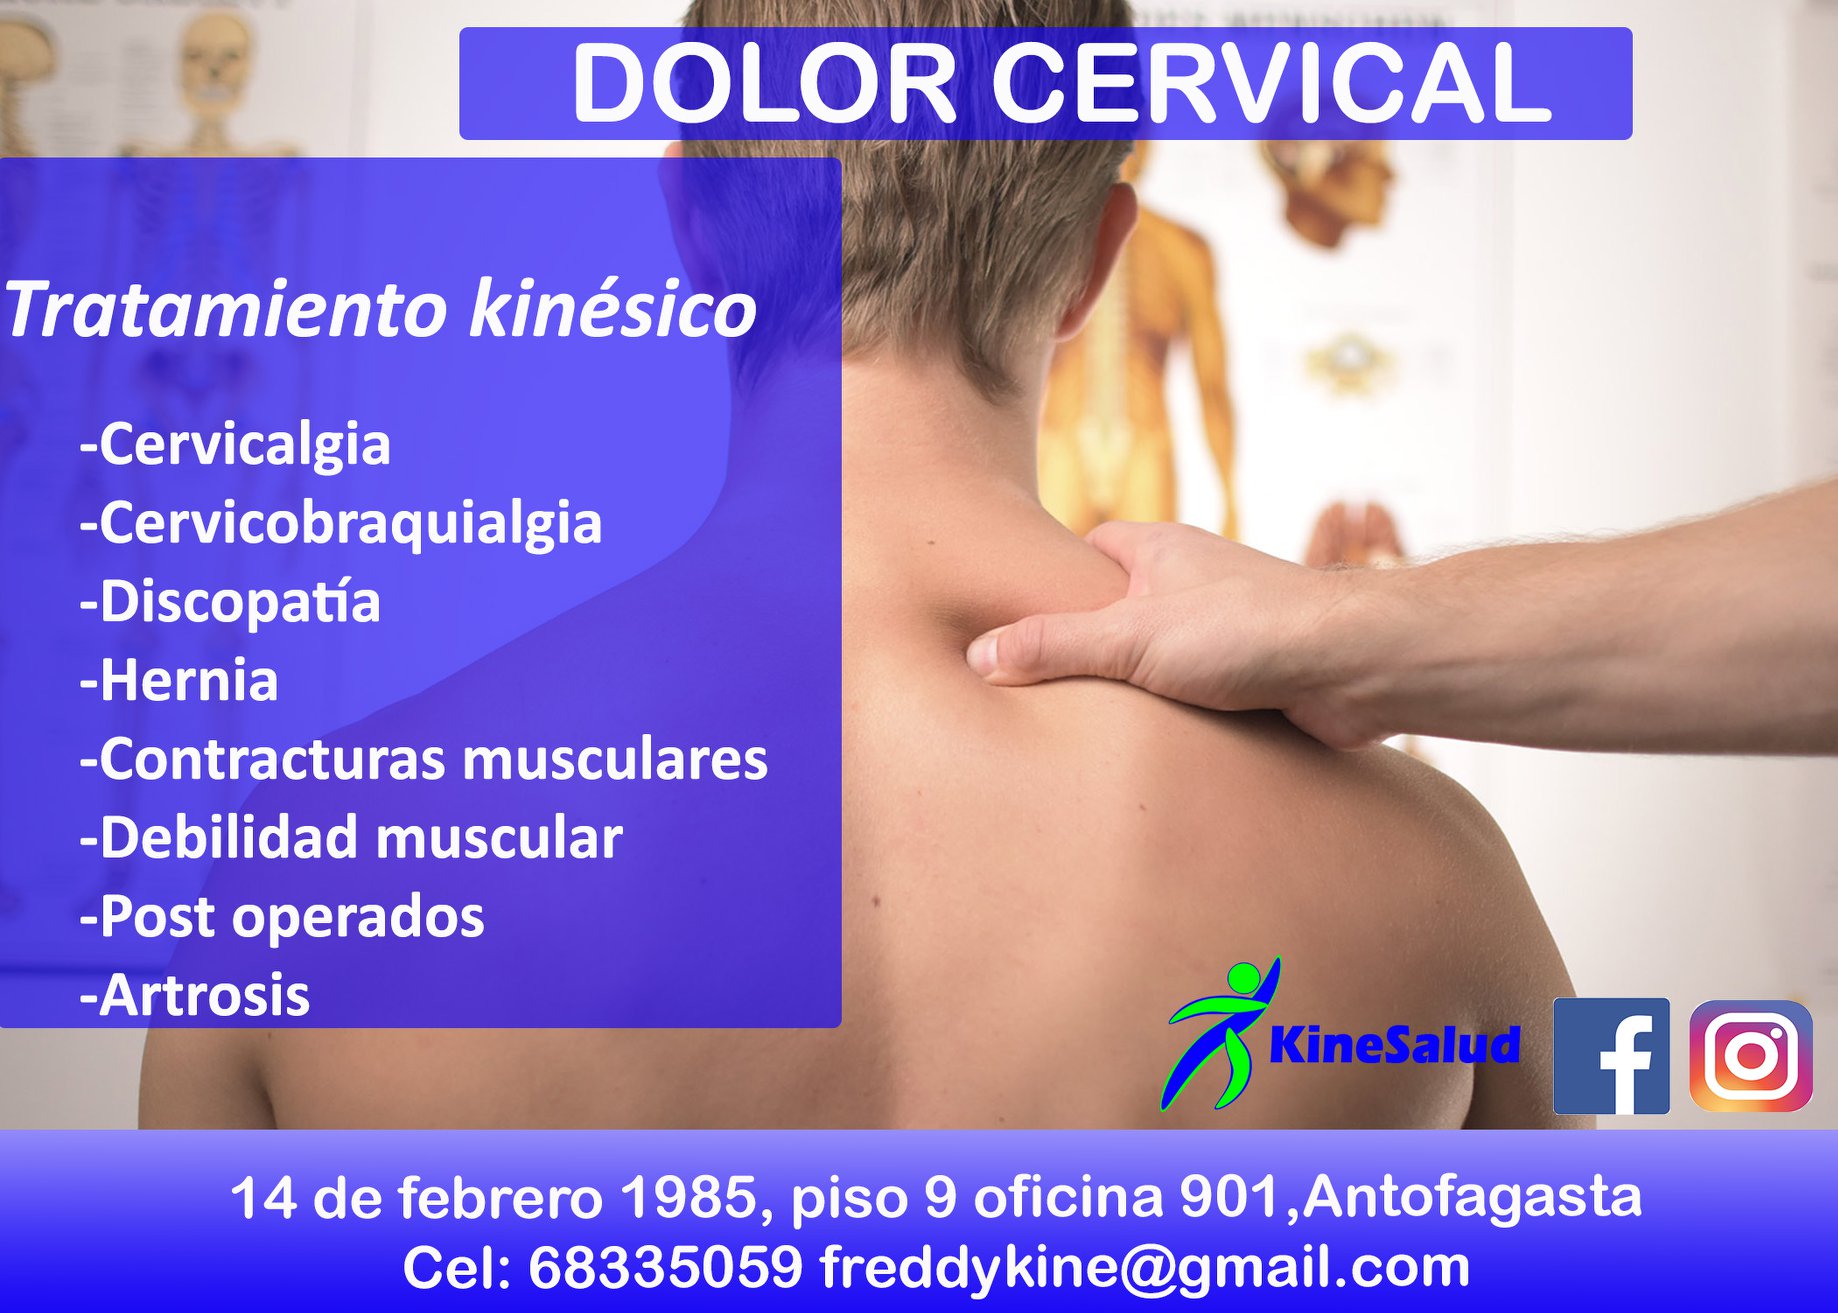 DOLOR CERVICAL
Tratamiento kinésico
-Cervicalgia
-Cervicobraquialgia
-Discopatía
-Hernia
-Contracturas musculares
-Debilidad muscular
-Post operados
-Artrosis
KineSalud
14 de febrero 1985, piso 9 oficina 901,Antofagasta
Cel: 68335059 freddykine@gmail.com